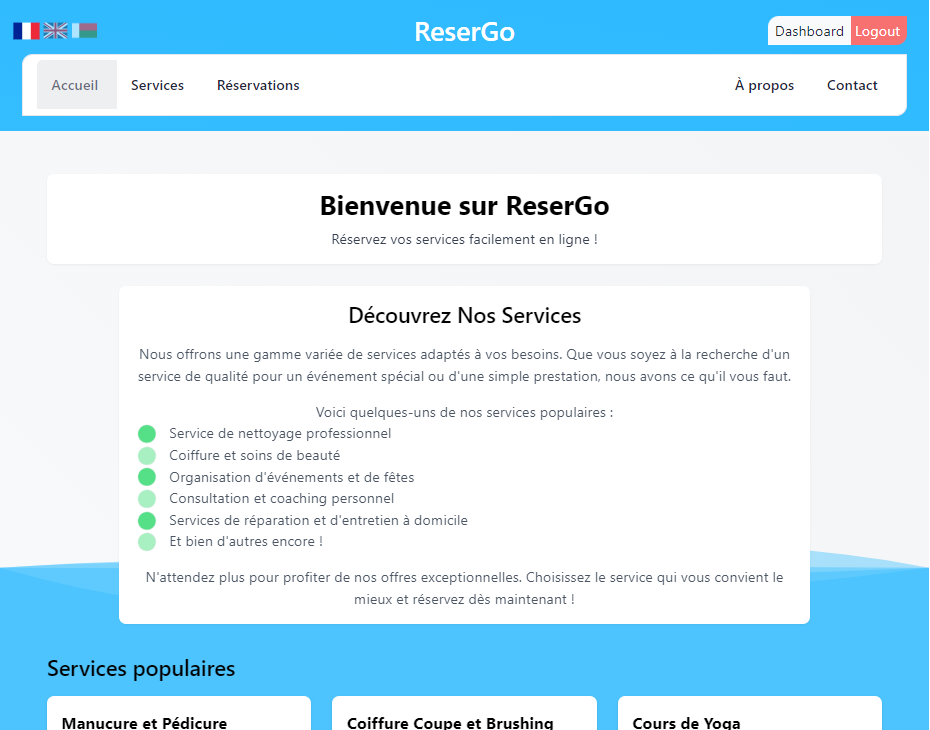 ReserGo
Dashboard
Logout
Accueil
Services
Réservations
À propos
Contact
Bienvenue sur ReserGo
Réservez vos services facilement en ligne !
Découvrez Nos Services
Nous offrons une gamme variée de services adaptés à vos besoins. Que vous soyez à la recherche d'un
service de qualité pour un événement spécial ou d'une simple prestation, nous avons ce qu'il vous faut.
Voici quelques-uns de nos services populaires :
Service de nettoyage professionnel
Coiffure et soins de beauté
Organisation d'événements et de fêtes
Consultation et coaching personnel
Services de réparation et d'entretien à domicile
Et bien d'autres encore !
N'attendez plus pour profiter de nos offres exceptionnelles. Choisissez le service qui vous convient le
mieux et réservez dès maintenant !
Services populaires
Manucure et Pédicure
Coiffure Coupe et Brushing
Cours de Yoga